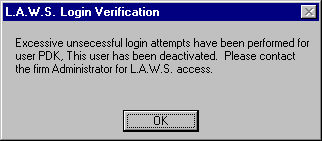 L.A.W.S. Login Verification
Excessive unsecessful login attempts have been performed for
user PDK, This user has been deactivated.  Please contact
the firm Administrator for L.A.W.S. access.
OK